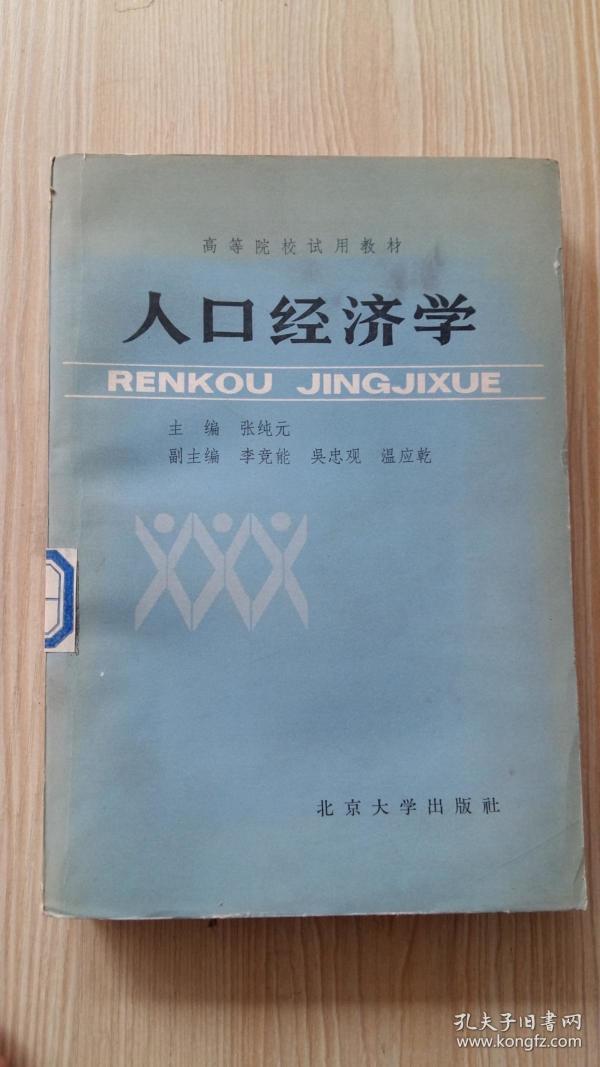 高等院校试用教材
人口经济学
RENKOU JINGJIXUE
主 编 张纯元
副主编 李竞能 吳忠观 温应乾
北京大学出版社
孔夫子旧書网
www.kongfz.com